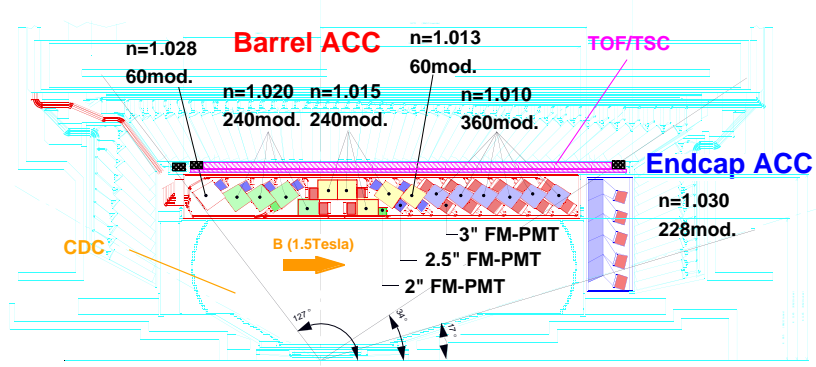 Barrel ACC
n=1.028
60mod.
n=1.013
60mod.
TOF/TSC
n=1.020
240mod.
n=1.015
240mod.
n=1.010
360mod.
Endcap ACC
n=1.030
228mod.
CDC
B (1.5Tesla)
3" FM-PMT
2.5" FM-PMT
2" FM-PMT
127°
34°
17°